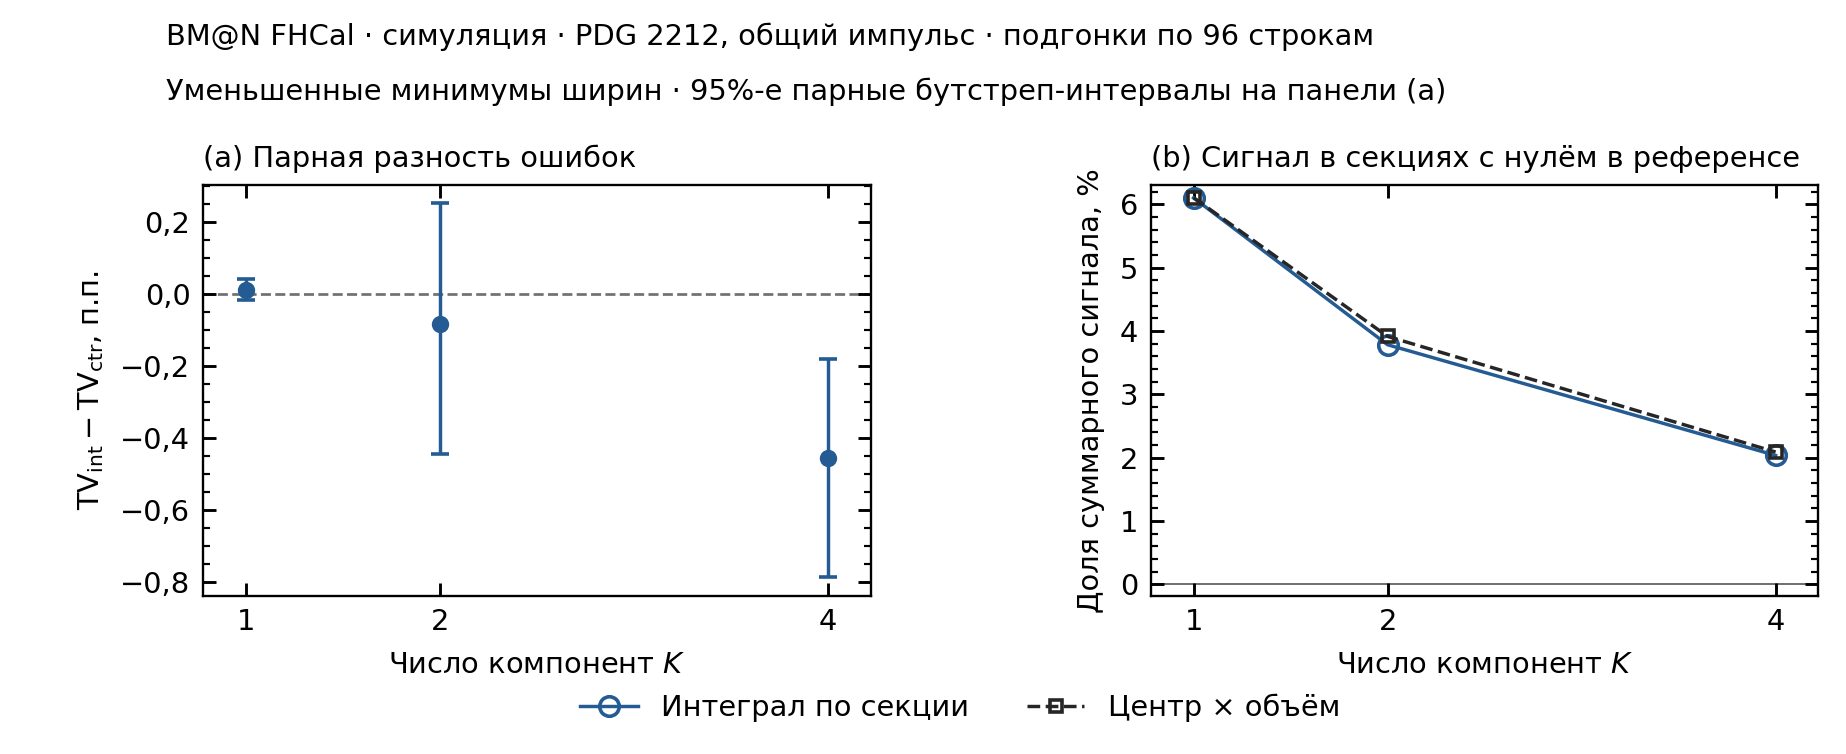 BM@N FHCal · симуляция · PDG 2212, общий импульс · подгонки по 96 строкам
Уменьшенные минимумы ширин · 95%-е парные бутстреп-интервалы на панели (a)
(a) Парная разность ошибок
TVint − TVctr, п.п.
0,2
0,0
−0,2
−0,4
−0,6
−0,8
1 2 4
Число компонент K
(b) Сигнал в секциях с нулём в референсе
Доля суммарного сигнала, %
6
5
4
3
2
1
0
1 2 4
Число компонент K
Интеграл по секции
Центр × объём